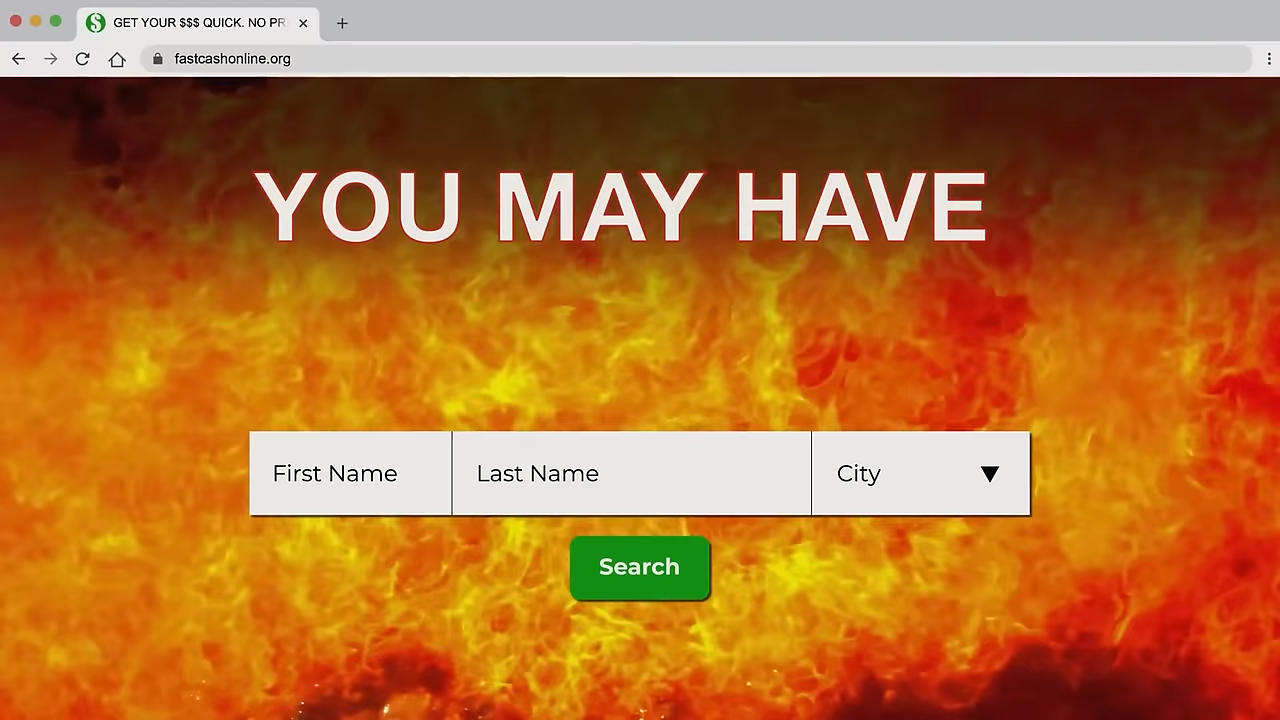 GET YOUR $$$ QUICK. NO PR
fastcashonline.org
YOU MAY HAVE
First Name
Last Name
City
Search